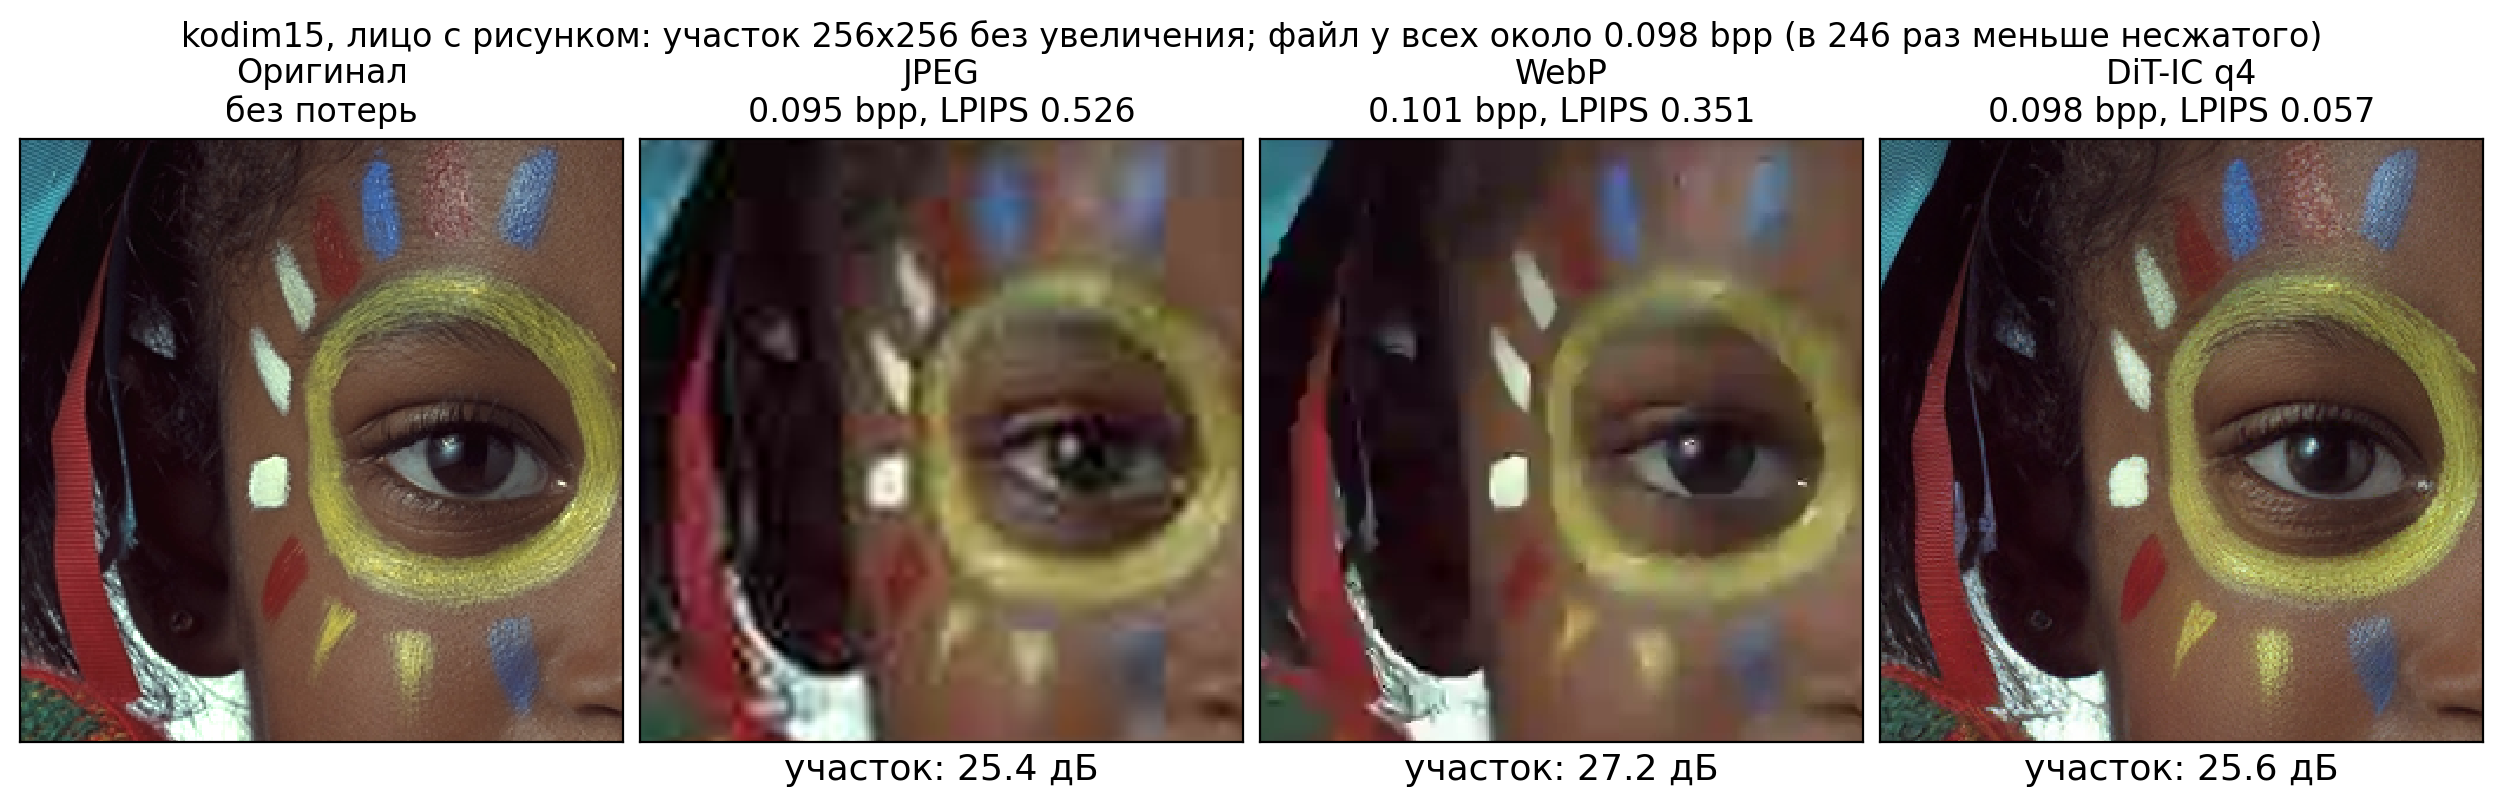 kodim15, лицо с рисунком: участок 256x256 без увеличения; файл у всех около 0.098 bpp (в 246 раз меньше несжатого)
Оригинал
без потерь
JPEG
0.095 bpp, LPIPS 0.526
WebP
0.101 bpp, LPIPS 0.351
DiT-IC q4
0.098 bpp, LPIPS 0.057
участок: 25.4 дБ
участок: 27.2 дБ
участок: 25.6 дБ